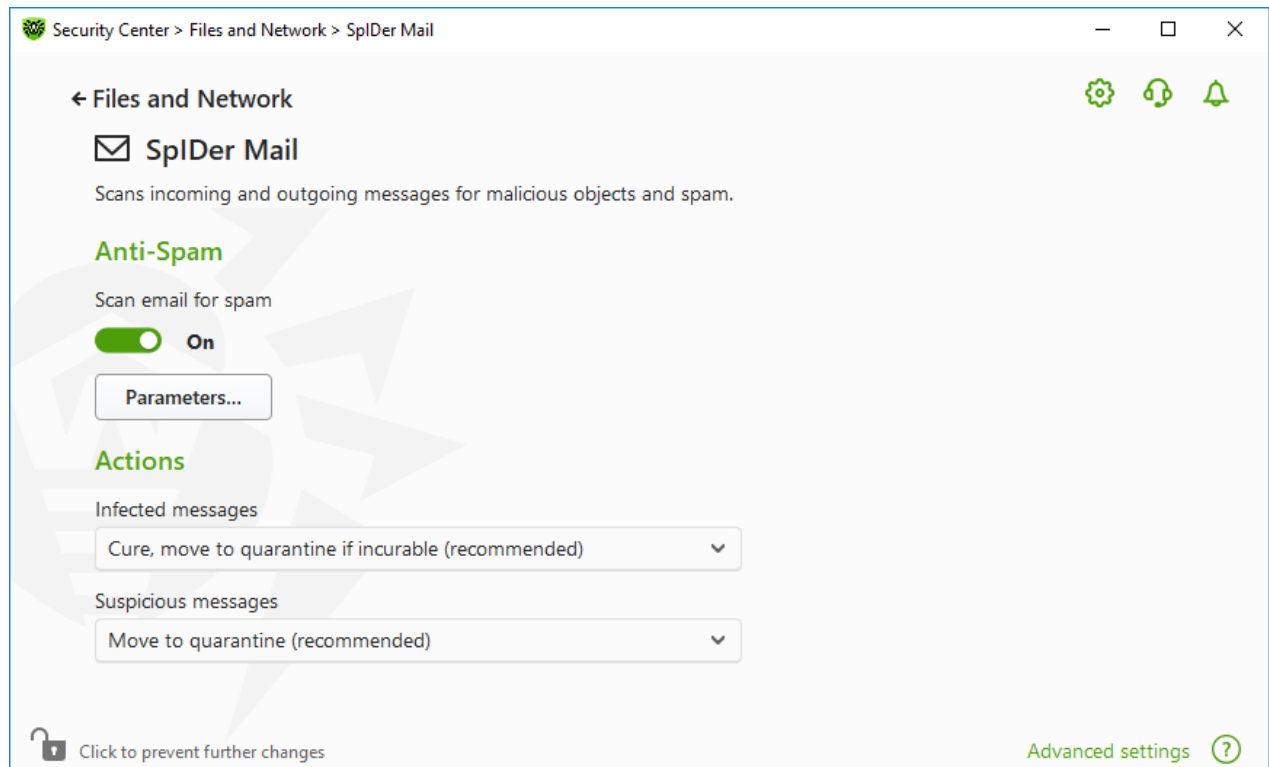 Security Center > Files and Network > SpIDer Mail
Files and Network
SpIDer Mail
Scans incoming and outgoing messages for malicious objects and spam.
Anti-Spam
Scan email for spam
On
Parameters...
Actions
Infected messages
Cure, move to quarantine if incurable (recommended)
Suspicious messages
Move to quarantine (recommended)
Click to prevent further changes
Advanced settings ?